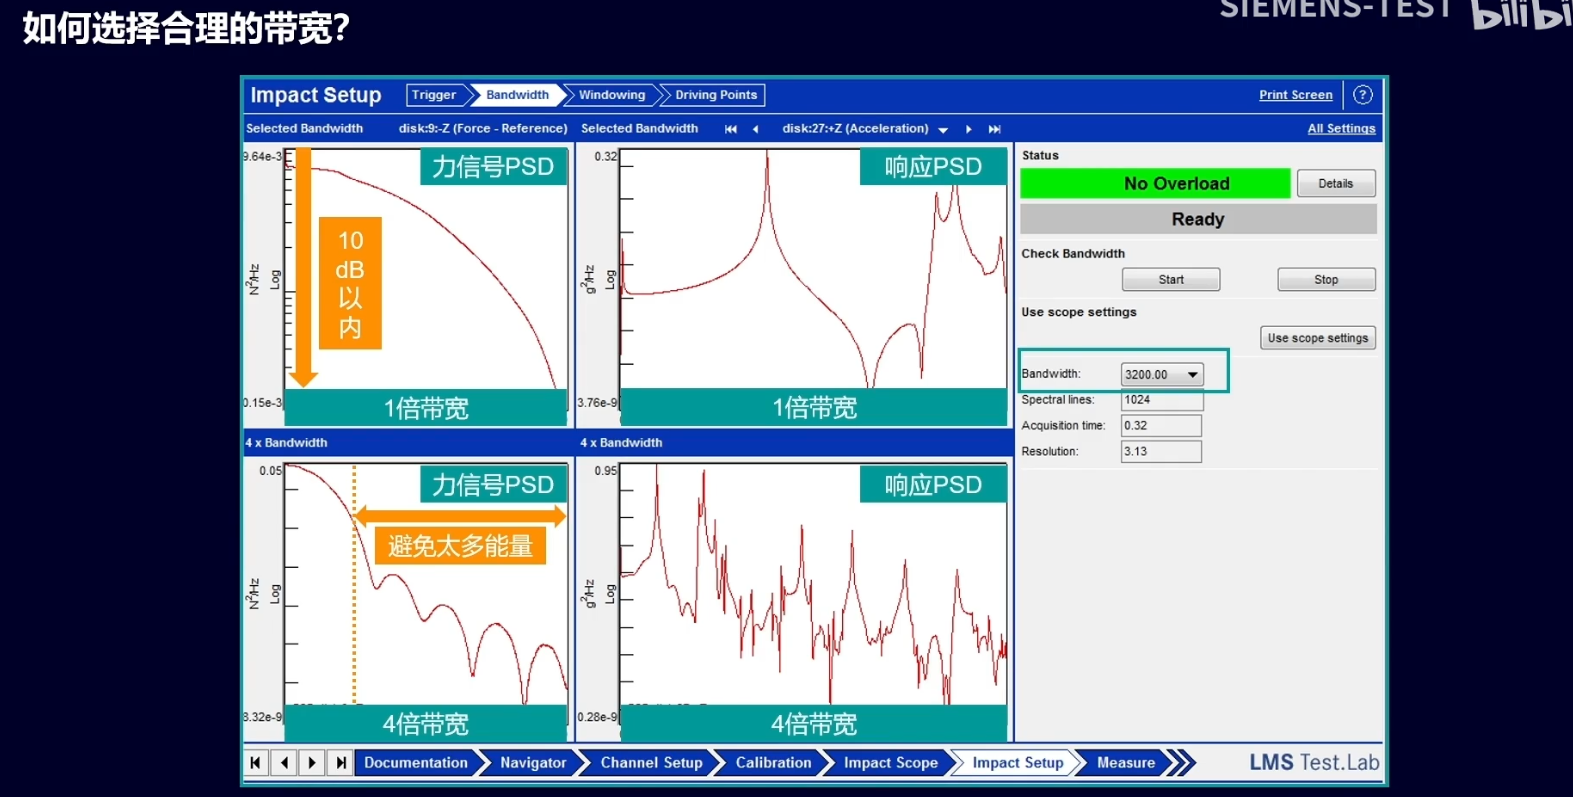 如何选择合理的带宽？
SIEMENS-TEST bilibi
Impact Setup
Trigger
Bandwidth
Windowing
Driving Points
Print Screen
?
Selected Bandwidth
disk:9:-Z (Force - Reference)
Selected Bandwidth
disk:27:+Z (Acceleration)
All Settings
9.64e-3
N²/Hz
Log
力信号PSD
10
dB
以
内
0.15e-3
1倍带宽
0.32
g²/Hz
Log
响应PSD
3.76e-9
1倍带宽
4 x Bandwidth
4 x Bandwidth
0.05
N²/Hz
Log
力信号PSD
避免太多能量
3.32e-9
4倍带宽
0.95
g²/Hz
Log
响应PSD
0.28e-9
4倍带宽
Status
No Overload
Details
Ready
Check Bandwidth
Start
Stop
Use scope settings
Use scope settings
Bandwidth: 3200.00
Spectral lines: 1024
Acquisition time: 0.32
Resolution: 3.13
Documentation
Navigator
Channel Setup
Calibration
Impact Scope
Impact Setup
Measure
LMS Test.Lab